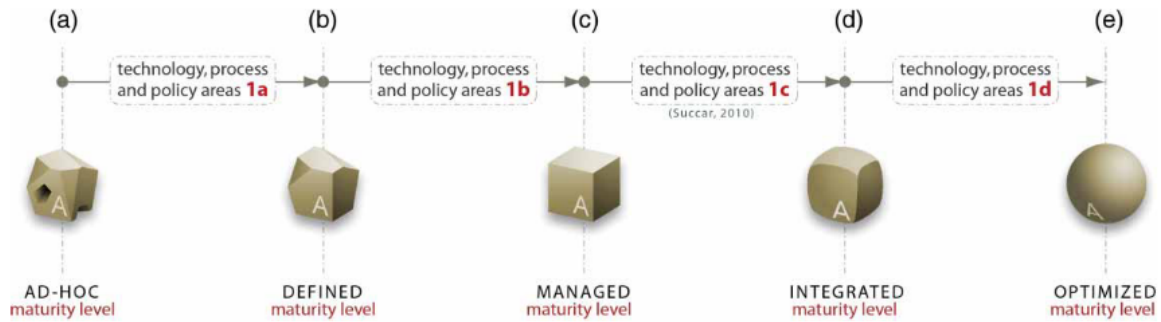 (a) (b) (c) (d) (e)
technology, process
and policy areas 1a
technology, process
and policy areas 1b
technology, process
and policy areas 1c
(Succar, 2010)
technology, process
and policy areas 1d
A A A A A
AD-HOC
maturity level
DEFINED
maturity level
MANAGED
maturity level
INTEGRATED
maturity level
OPTIMIZED
maturity level